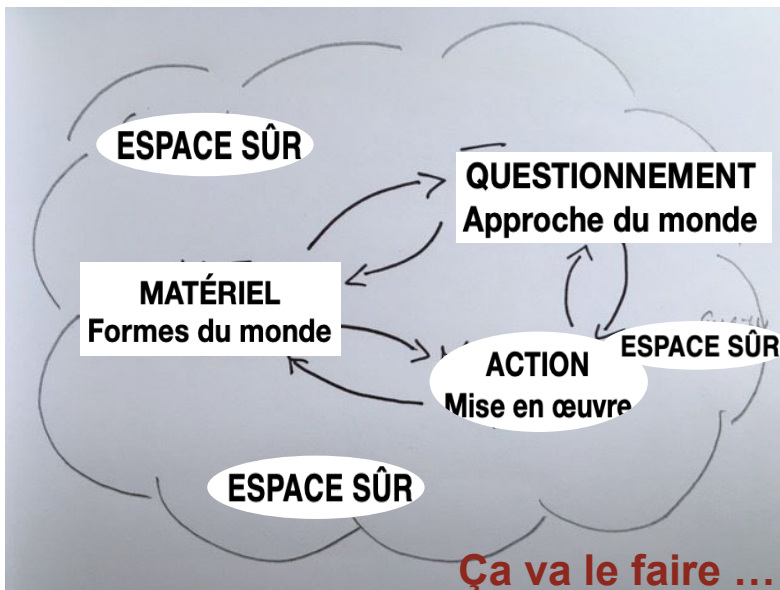 ESPACE SÛR
QUESTIONNEMENT
Approche du monde
MATÉRIEL
Formes du monde
ESPACE SÛR
ACTION
Mise en œuvre
ESPACE SÛR
Ça va le faire ...